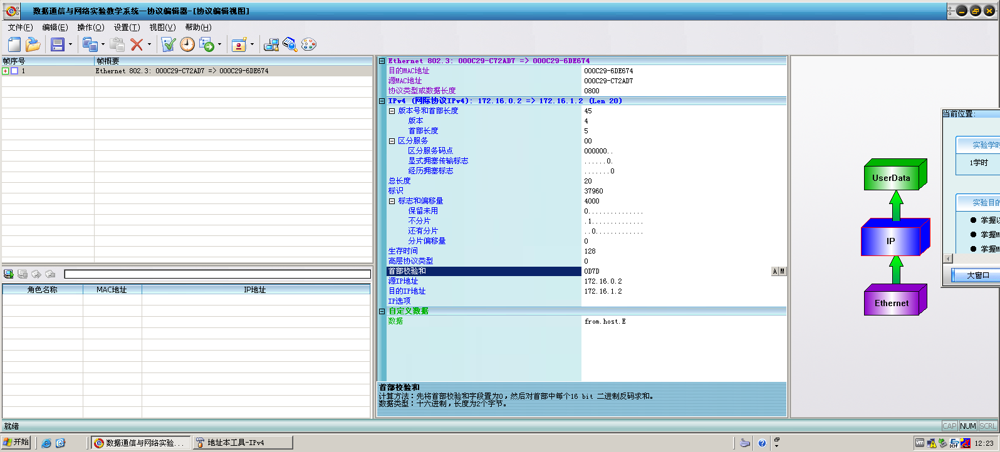 数据通信与网络实验教学系统—协议编辑器-[协议编辑视图]
文件(F) 编辑(E) 操作(O) 设置(T) 视图(V) 帮助(H)
帧序号 帧概要
1 Ethernet 802.3: 000C29-C72AD7 => 000C29-6DE674
角色名称 MAC地址 IP地址
Ethernet 802.3: 000C29-C72AD7 => 000C29-6DE674
目的MAC地址 000C29-6DE674
源MAC地址 000C29-C72AD7
协议类型或数据长度 0800
IPv4 (网际协议IPv4): 172.16.0.2 => 172.16.1.2 (Len 20)
版本号和首部长度 45
版本 4
首部长度 5
区分服务 00
区分服务码点 000000..
显式拥塞传输标志 ......0.
经历拥塞标志 .......0
总长度 20
标识 37960
标志和偏移量 4000
保留未用 0...............
不分片 .1..............
还有分片 ..0.............
分片偏移量 0
生存时间 128
高层协议类型 0
首部校验和 0D7D A M
源IP地址 172.16.0.2
目的IP地址 172.16.1.2
IP选项
自定义数据
数据 from.host.E
首部校验和
计算方法：先将首部校验和字段置为0，然后对首部中每个16 bit 二进制反码求和。
数据类型：十六进制，长度为2个字节。
UserData
IP
Ethernet
当前位置:
实验学时
1学时
实验目的
掌握以
掌握M
掌握M
大窗口
就绪
CAP NUM SCRL
开始 数据通信与网络实验... 地址本工具-IPv4 12:23